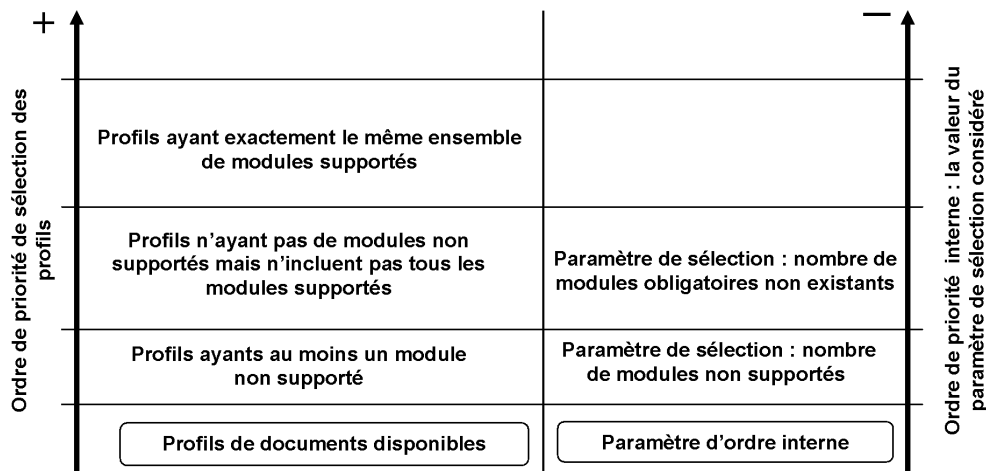 +
−
Ordre de priorité de sélection des
profils
Profils ayant exactement le même ensemble
de modules supportés
Profils n'ayant pas de modules non
supportés mais n'incluent pas tous les
modules supportés
Paramètre de sélection : nombre de
modules obligatoires non existants
Profils ayants au moins un module
non supporté
Paramètre de sélection : nombre
de modules non supportés
Profils de documents disponibles
Paramètre d'ordre interne
Ordre de priorité interne : la valeur du
paramètre de sélection considéré